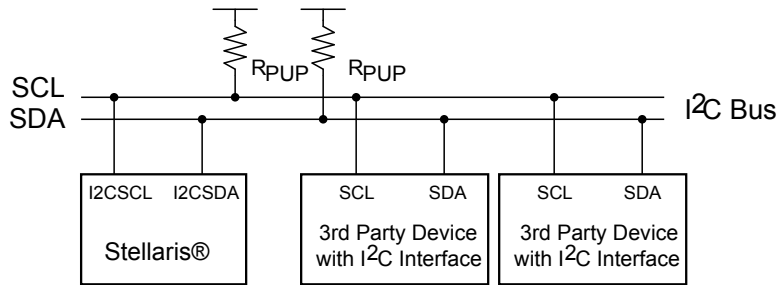 RPUP RPUP
SCL
SDA
I2C Bus
I2CSCL I2CSDA
Stellaris®
SCL SDA
3rd Party Device
with I2C Interface
SCL SDA
3rd Party Device
with I2C Interface